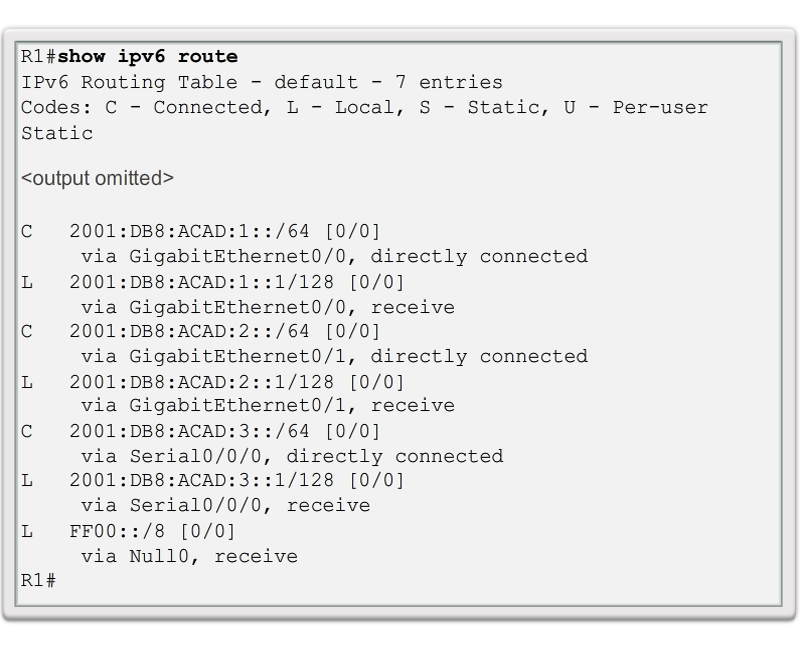 R1#show ipv6 route
IPv6 Routing Table - default - 7 entries
Codes: C - Connected, L - Local, S - Static, U - Per-user
Static
<output omitted>
C   2001:DB8:ACAD:1::/64 [0/0]
     via GigabitEthernet0/0, directly connected
L   2001:DB8:ACAD:1::1/128 [0/0]
     via GigabitEthernet0/0, receive
C   2001:DB8:ACAD:2::/64 [0/0]
     via GigabitEthernet0/1, directly connected
L   2001:DB8:ACAD:2::1/128 [0/0]
     via GigabitEthernet0/1, receive
C   2001:DB8:ACAD:3::/64 [0/0]
     via Serial0/0/0, directly connected
L   2001:DB8:ACAD:3::1/128 [0/0]
     via Serial0/0/0, receive
L   FF00::/8 [0/0]
     via Null0, receive
R1#